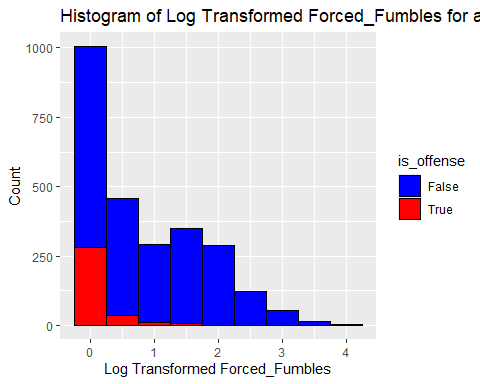 Histogram of Log Transformed Forced_Fumbles for a
1000
750
500
250
0
Count
0 1 2 3 4
Log Transformed Forced_Fumbles
is_offense
False
True